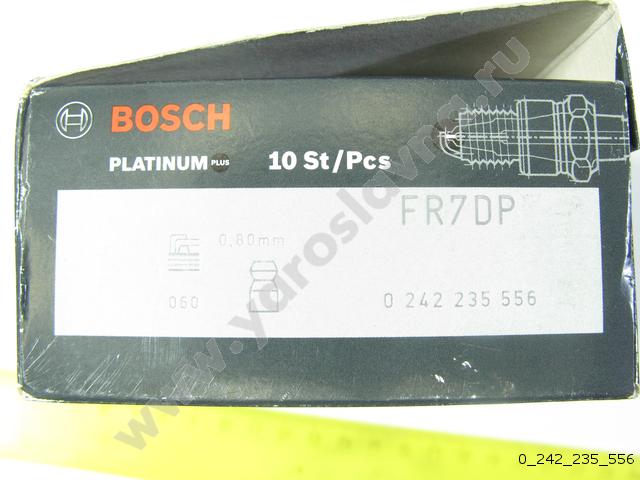 BOSCH
PLATINUM PLUS 10 St/Pcs
FR7DP
0,80mm
060
0 242 235 556
www.yaroslavna.ru
0_242_235_556